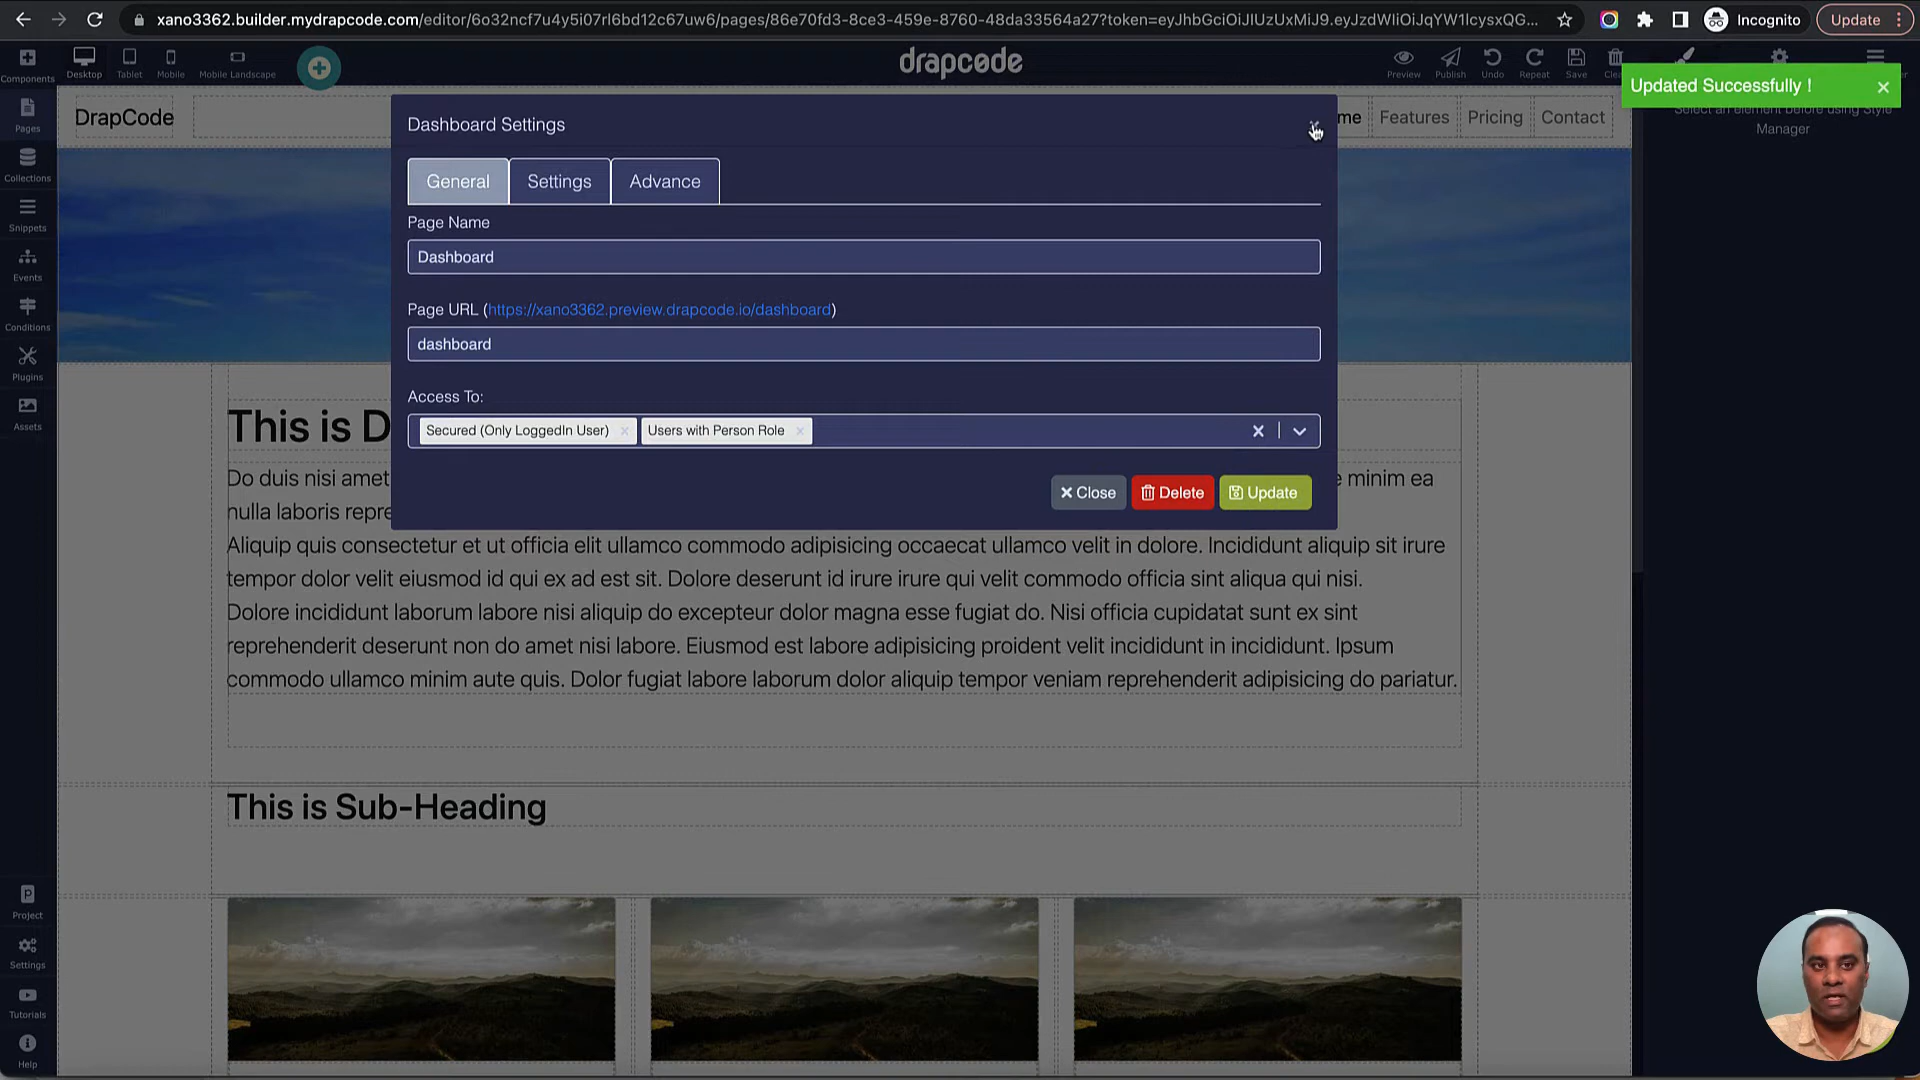 xano3362.builder.mydrapcode.com/editor/6o32ncf7u4y5i07rl6bd12c67uw6/pages/86e70fd3-8ce3-459e-8760-48da33564a27?token=eyJhbGciOiJIUzUxMiJ9.eyJzdWIiOiJqYW1lcysxQG...
Incognito
Update
Components
Desktop
Tablet
Mobile
Mobile Landscape
drapcode
Preview
Publish
Undo
Repeat
Save
Updated Successfully !
Select an element before using Style
Manager
Pages
Collections
Snippets
Events
Conditions
Plugins
Assets
Project
Settings
Tutorials
Help
DrapCode
Features
Pricing
Contact
Dashboard Settings
General
Settings
Advance
Page Name
Dashboard
Page URL (https://xano3362.preview.drapcode.io/dashboard)
dashboard
Access To:
Secured (Only LoggedIn User)
Users with Person Role
Close
Delete
Update
This is D
Do duis nisi amet
minim ea
nulla laboris repre
Aliquip quis consectetur et ut officia elit ullamco commodo adipisicing occaecat ullamco velit in dolore. Incididunt aliquip sit irure
tempor dolor velit eiusmod id qui ex ad est sit. Dolore deserunt id irure irure qui velit commodo officia sint aliqua qui nisi.
Dolore incididunt laborum labore nisi aliquip do excepteur dolor magna esse fugiat do. Nisi officia cupidatat sunt ex sint
reprehenderit deserunt non do amet nisi labore. Eiusmod est labore adipisicing proident velit incididunt in incididunt. Ipsum
commodo ullamco minim aute quis. Dolor fugiat labore laborum dolor aliquip tempor veniam reprehenderit adipisicing do pariatur.
This is Sub-Heading